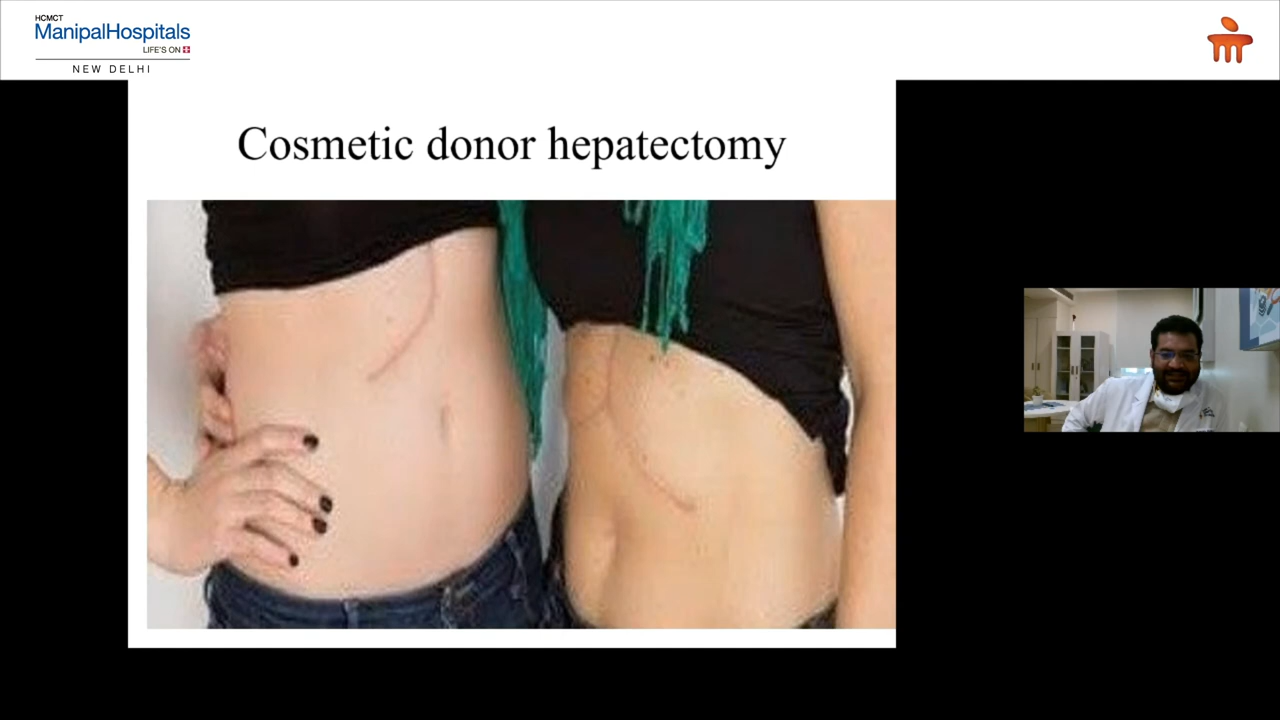 HCMCT
ManipalHospitals
LIFE'S ON
NEW DELHI
Cosmetic donor hepatectomy